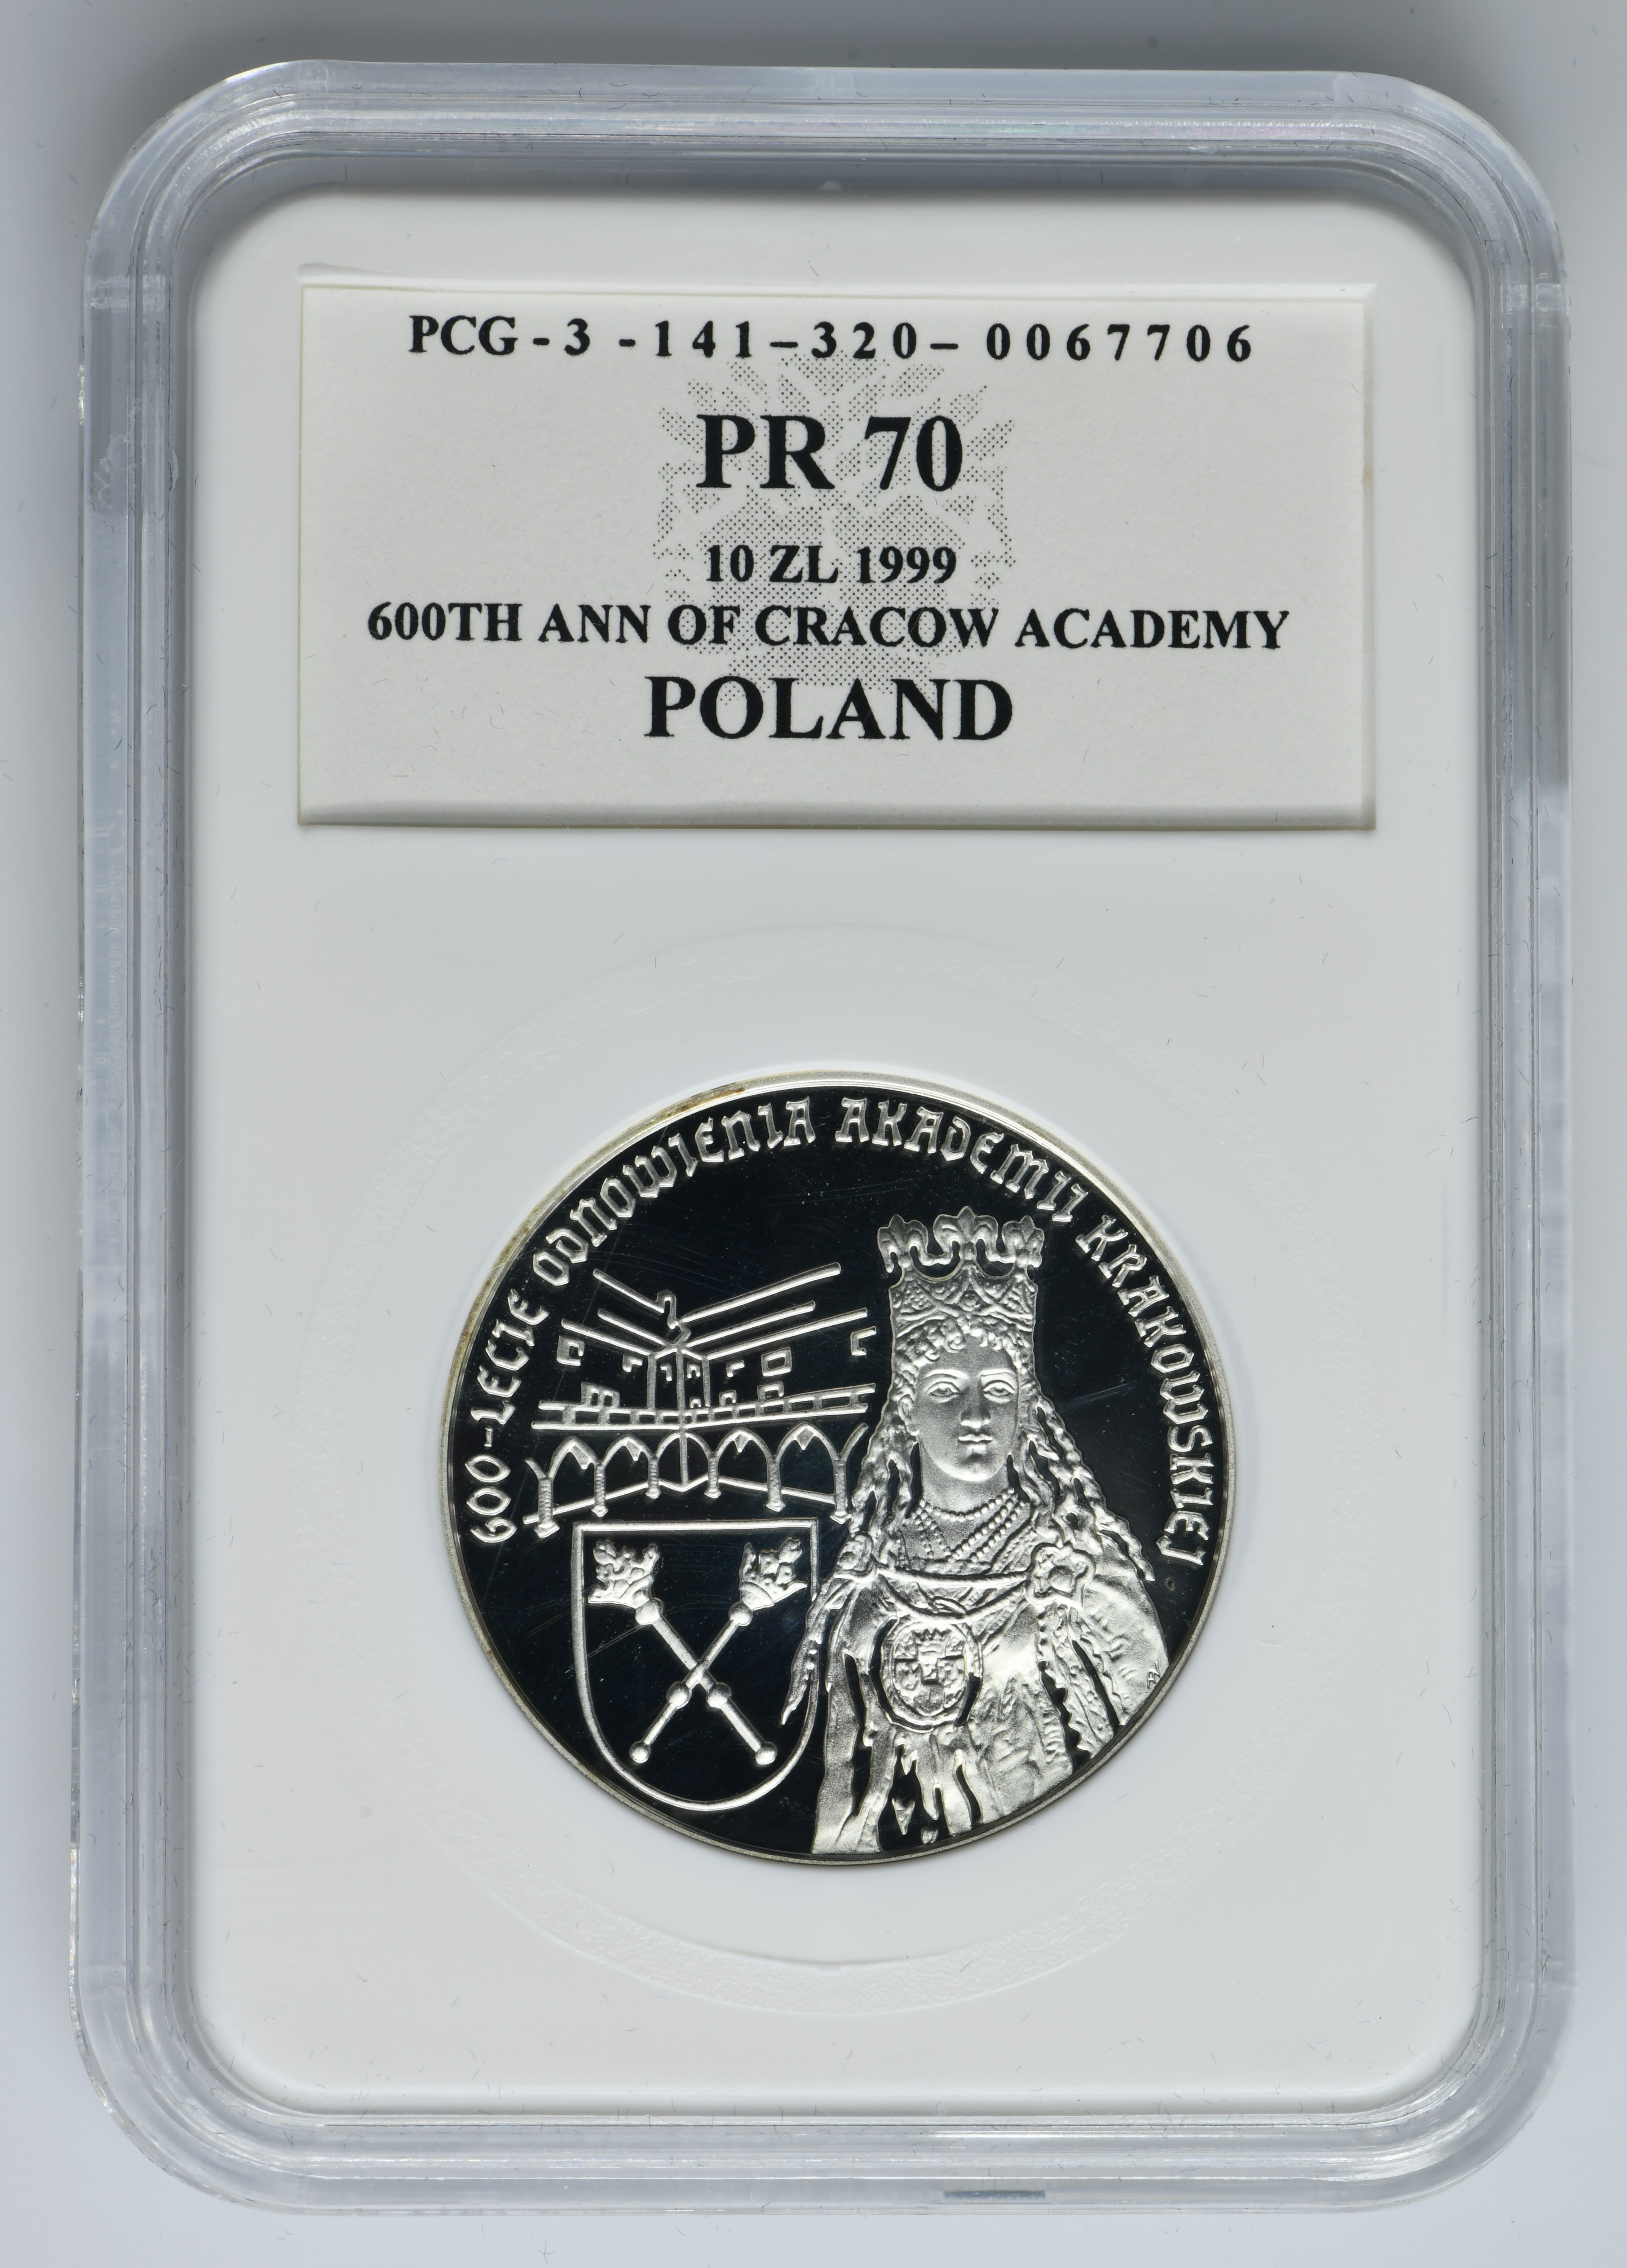 PCG - 3 - 141 - 320 - 0067706
PR 70
10 ZL 1999
600TH ANN OF CRACOW ACADEMY
POLAND
600-LECIE ODNOWIENIA AKADEMII KRAKOWSKIEJ